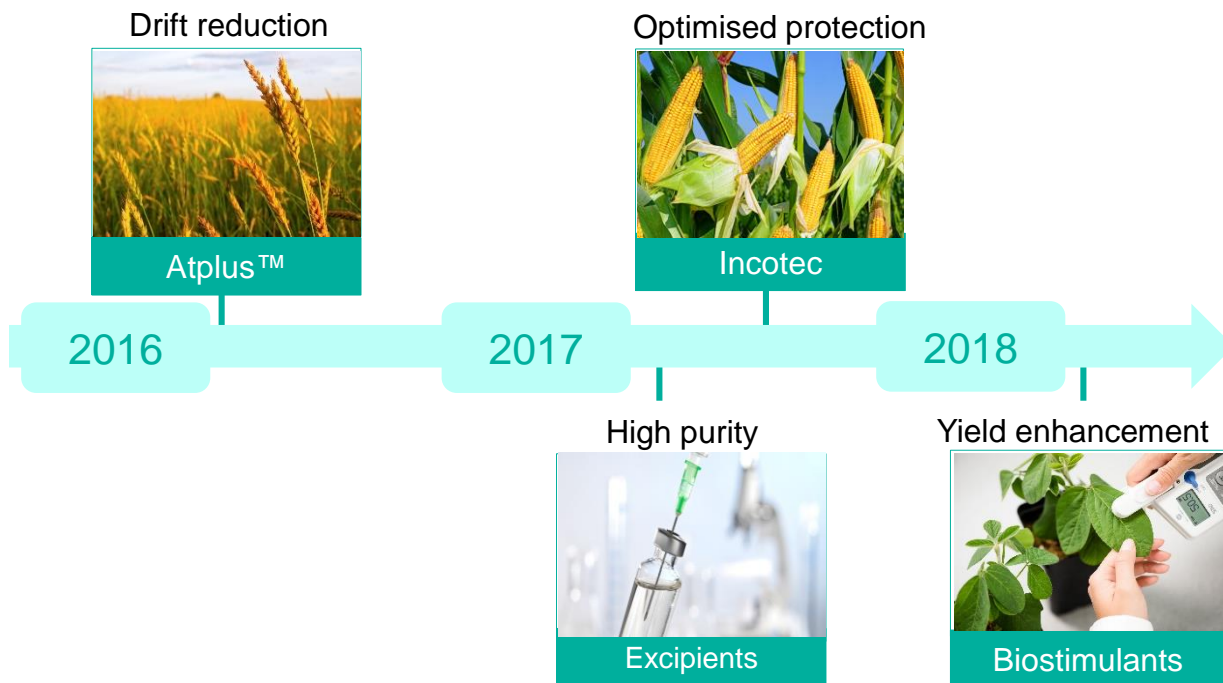 Drift reduction
Atplus™
Optimised protection
Incotec
2016
2017
2018
High purity
Excipients
Yield enhancement
Biostimulants